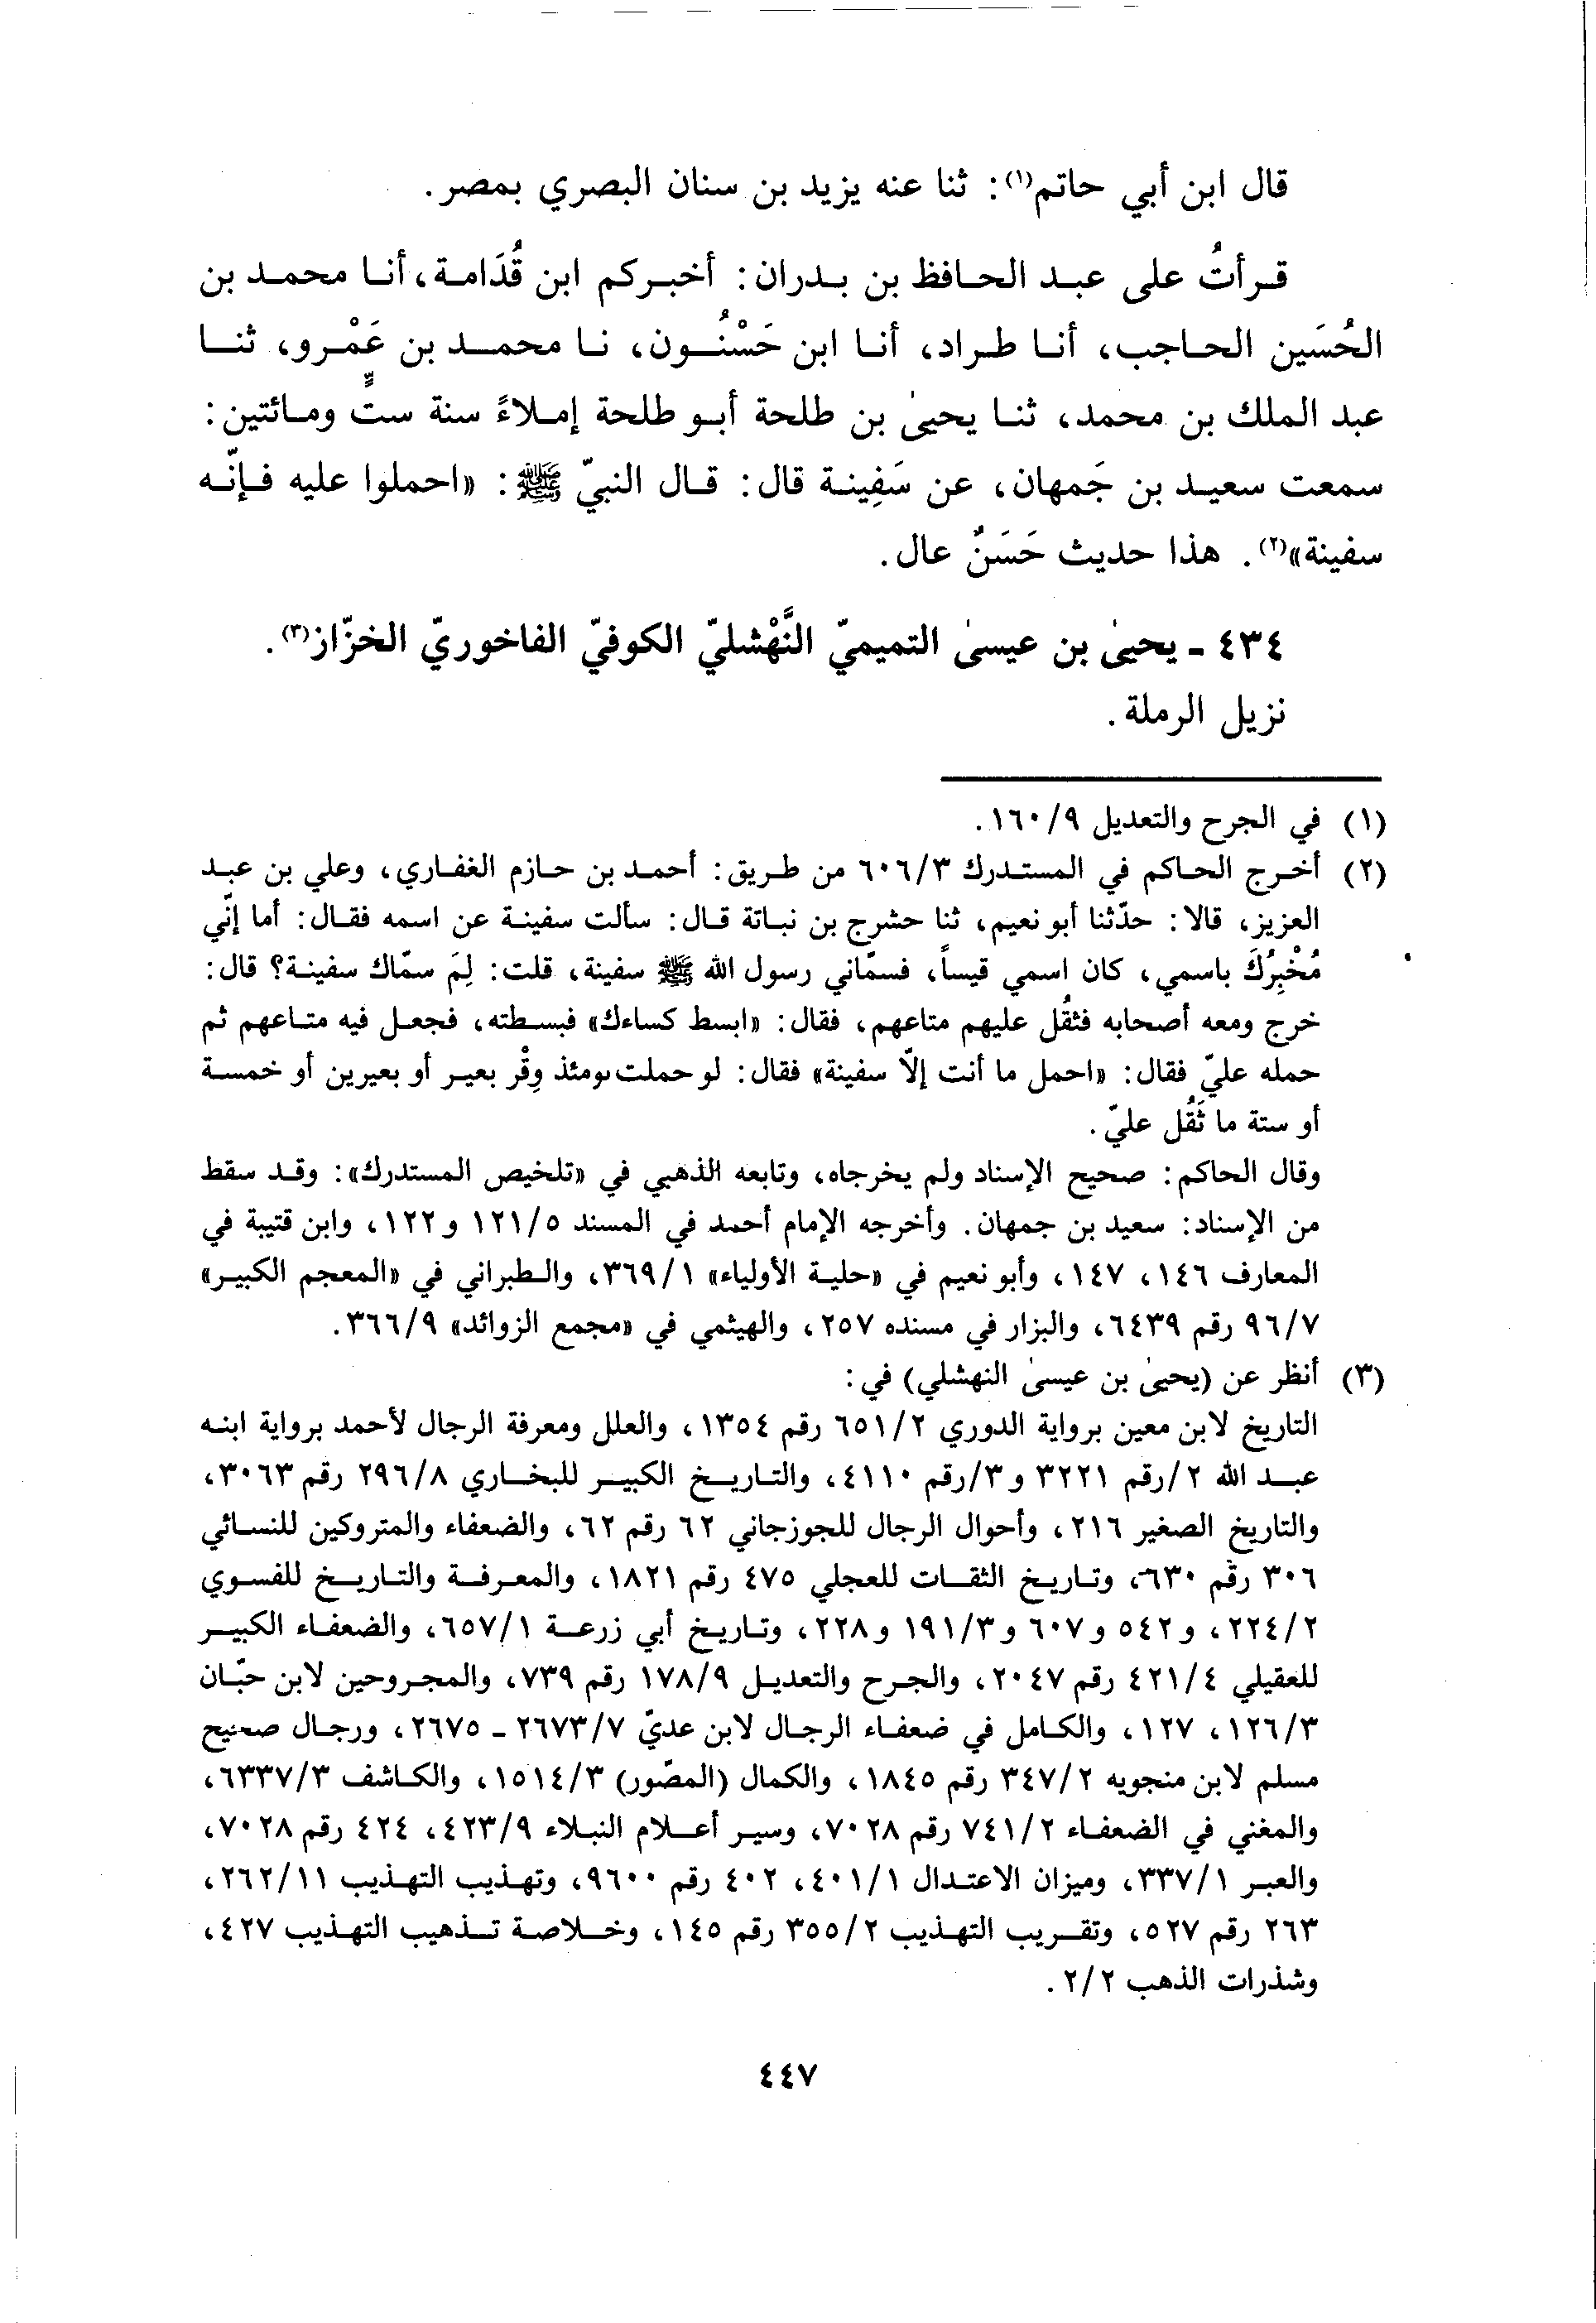 قال ابن أبي حاتم(١): ثنا عنه يزيد بن سنان البصري بمصر.
قرأتُ على عبد الحافظ بن بدران: أخبركم ابن قُدَامة، أنا محمد بن
الحُسَين الحاجب، أنا طراد، أنا ابن حَسْنُون، نا محمد بن عَمْرو، ثنا
عبد الملك بن محمد، ثنا يحيىٰ بن طلحة أبو طلحة إملاءً سنة ستٍّ ومائتين:
سمعت سعيد بن جَمهان، عن سَفِينة قال: قال النبيّ ﷺ: «احملوا عليه فإنّه
سفينة»(٢). هذا حديث حَسَنٌ عال.
٤٣٤ ـ يحيىٰ بن عيسىٰ التميميّ النَّهْشليّ الكوفيّ الفاخوريّ الخزّاز(٣).
نزيل الرملة.
(١) في الجرح والتعديل ٩/١٦٠.
(٢) أخرج الحاكم في المستدرك ٣/٦٠٦ من طريق: أحمد بن حازم الغفاري، وعلي بن عبد
العزيز، قالا: حدّثنا أبو نعيم، ثنا حشرج بن نباتة قال: سألت سفينة عن اسمه فقال: أما إنّي
مُخْبِرُكَ باسمي، كان اسمي قيساً، فسمّاني رسول الله ﷺ سفينة، قلت: لِمَ سمّاك سفينة؟ قال:
خرج ومعه أصحابه فثقُل عليهم متاعهم، فقال: «ابسط كساءك» فبسطته، فجعل فيه متاعهم ثم
حمله عليّ فقال: «احمل ما أنت إلّا سفينة» فقال: لو حملت يومئذ وِقْر بعير أو بعيرين أو خمسة
أو ستة ما ثَقُل عليّ.
وقال الحاكم: صحيح الإسناد ولم يخرجاه، وتابعه الذهبي في «تلخيص المستدرك»: وقد سقط
من الإسناد: سعيد بن جمهان. وأخرجه الإمام أحمد في المسند ٥/١٢١ و١٢٢، وابن قتيبة في
المعارف ١٤٦، ١٤٧، وأبو نعيم في «حلية الأولياء» ١/٣٦٩، والطبراني في «المعجم الكبير»
٧/٩٦ رقم ٦٤٣٩، والبزار في مسنده ٢٥٧، والهيثمي في «مجمع الزوائد» ٩/٣٦٦.
(٣) أنظر عن (يحيىٰ بن عيسىٰ النهشلي) في:
التاريخ لابن معين برواية الدوري ٢/٦٥١ رقم ١٣٥٤، والعلل ومعرفة الرجال لأحمد برواية ابنه
عبد الله ٢/رقم ٣٢٢١ و٣/رقم ٤١١٠، والتاريخ الكبير للبخاري ٨/٢٩٦ رقم ٣٠٦٣،
والتاريخ الصغير ٢١٦، وأحوال الرجال للجوزجاني ٦٢ رقم ٦٢، والضعفاء والمتروكين للنسائي
٣٠٦ رقم ٦٣٠، وتاريخ الثقات للعجلي ٤٧٥ رقم ١٨٢١، والمعرفة والتاريخ للفسوي
٢/٢٢٤، و٥٤٢ و٦٠٧ و٣/١٩١ و٢٢٨، وتاريخ أبي زرعة ١/٦٥٧، والضعفاء الكبير
للعقيلي ٤/٤٢١ رقم ٢٠٤٧، والجرح والتعديل ٩/١٧٨ رقم ٧٣٩، والمجروحين لابن حبّان
٣/١٢٦، ١٢٧، والكامل في ضعفاء الرجال لابن عديّ ٧/٢٦٧٣ ـ ٢٦٧٥، ورجال صحيح
مسلم لابن منجويه ٢/٣٤٧ رقم ١٨٤٥، والكمال (المصّور) ٣/١٥١٤، والكاشف ٣/٦٣٣٧،
والمغني في الضعفاء ٢/٧٤١ رقم ٧٠٢٨، وسير أعلام النبلاء ٩/٤٢٣، ٤٢٤ رقم ٧٠٢٨،
والعبر ١/٣٣٧، وميزان الاعتدال ١/٤٠١، ٤٠٢ رقم ٩٦٠٠، وتهذيب التهذيب ١١/٢٦٢،
٢٦٣ رقم ٥٢٧، وتقريب التهذيب ٢/٣٥٥ رقم ١٤٥، وخلاصة تذهيب التهذيب ٤٢٧،
وشذرات الذهب ٢/٢.
٤٤٧